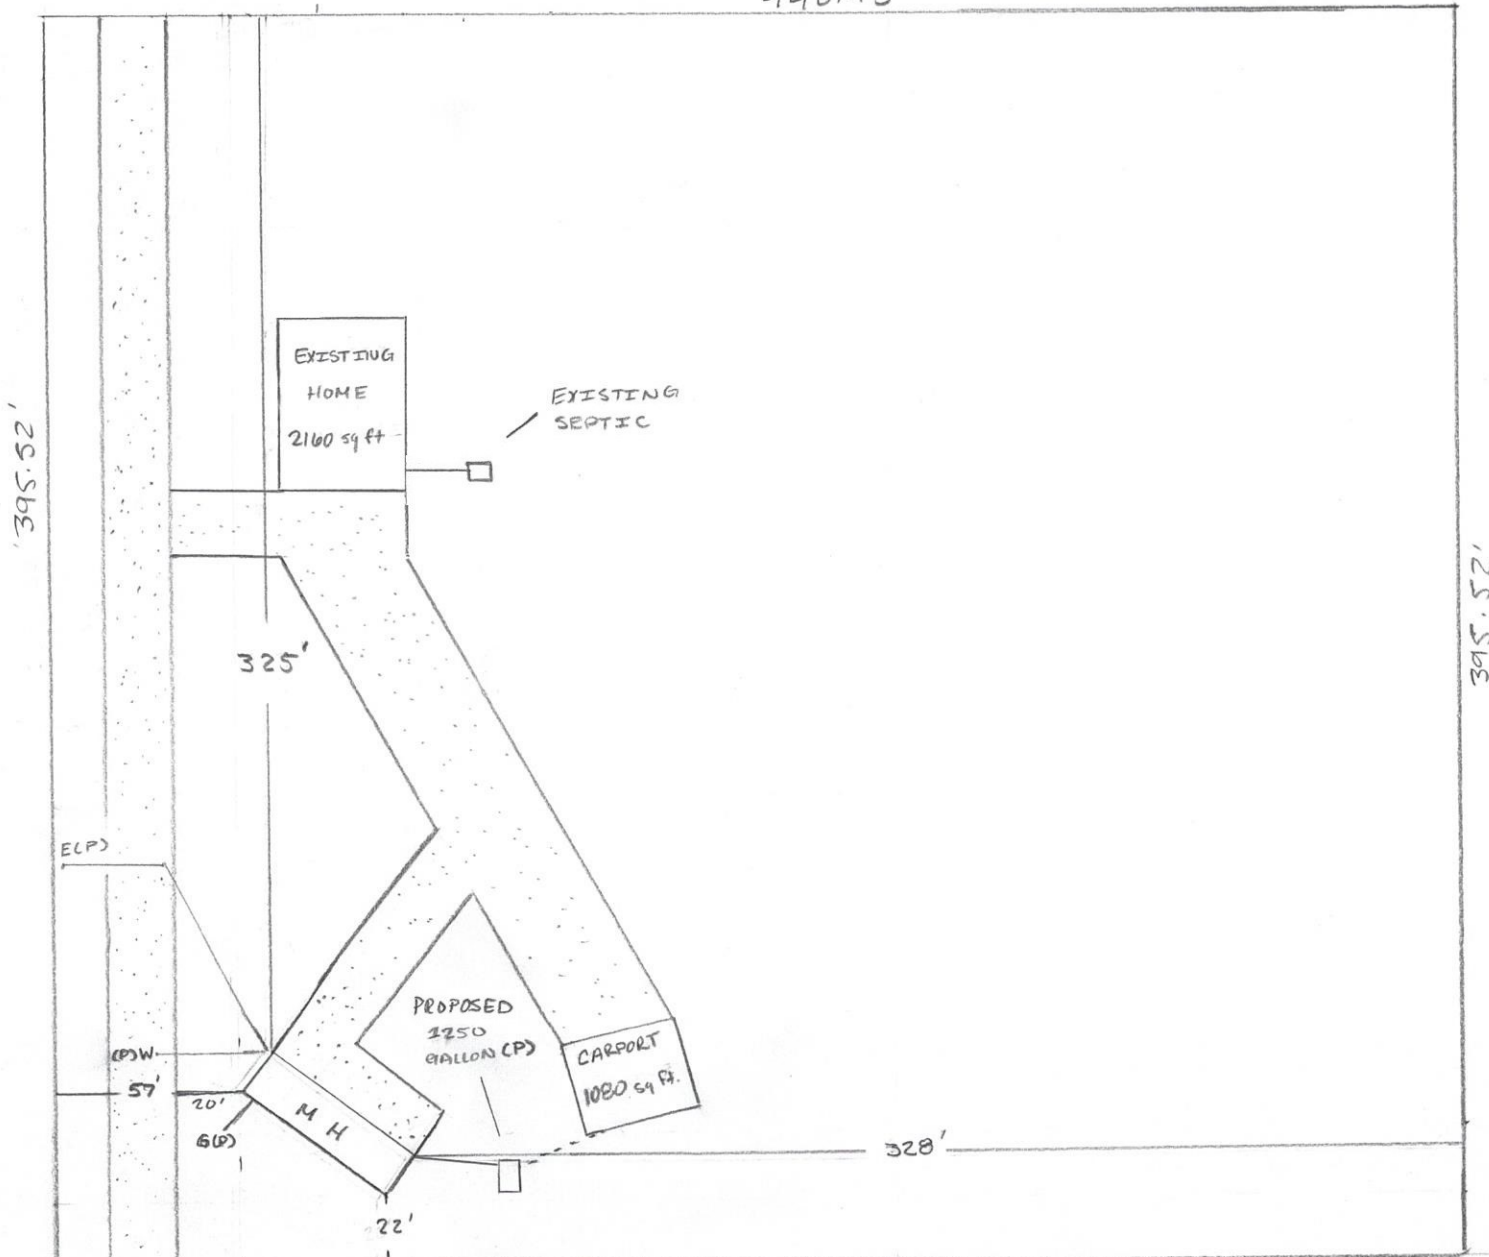 395.52'
EXISTING
HOME
2160 sq ft
EXISTING
SEPTIC
395.52'
325'
E(P)
PROPOSED
1250
GALLON (P)
CARPORT
1080 sq ft.
(P)W
57'
20'
G(P)
M H
328'
22'